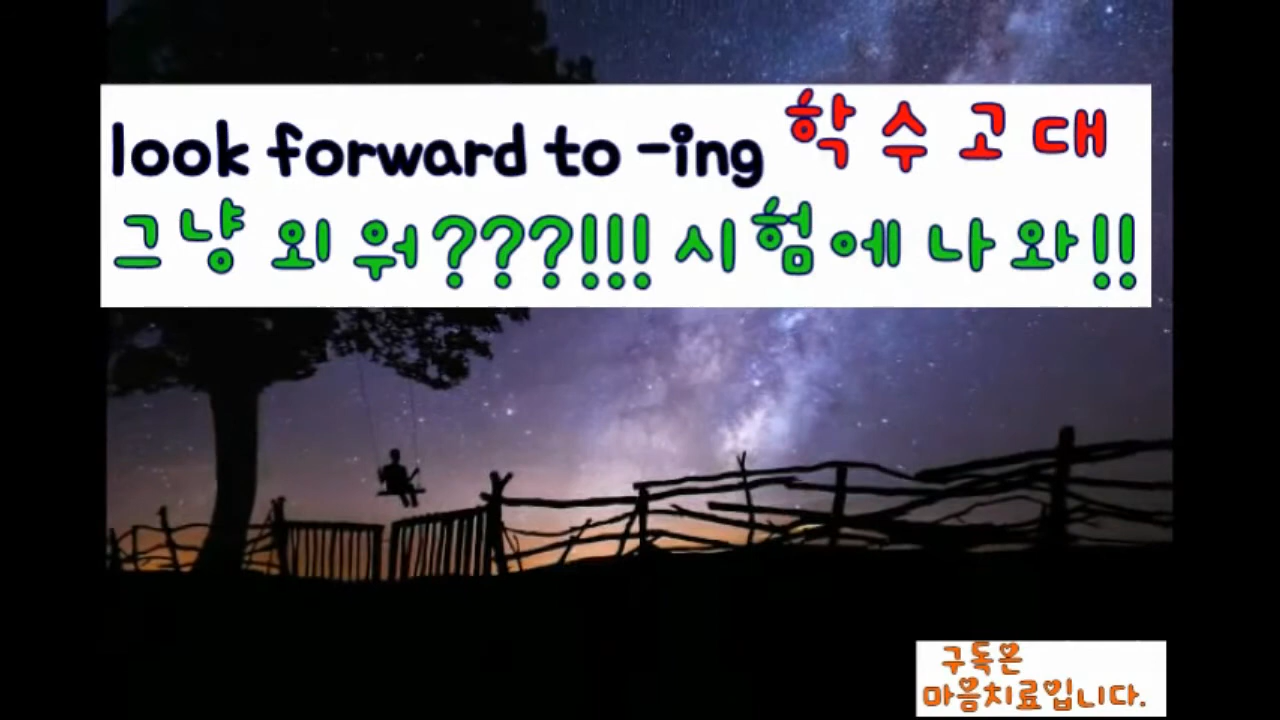 look forward to -ing 학수고대
그냥 외워???!!! 시험에 나와!!
구독은
마음치료입니다.